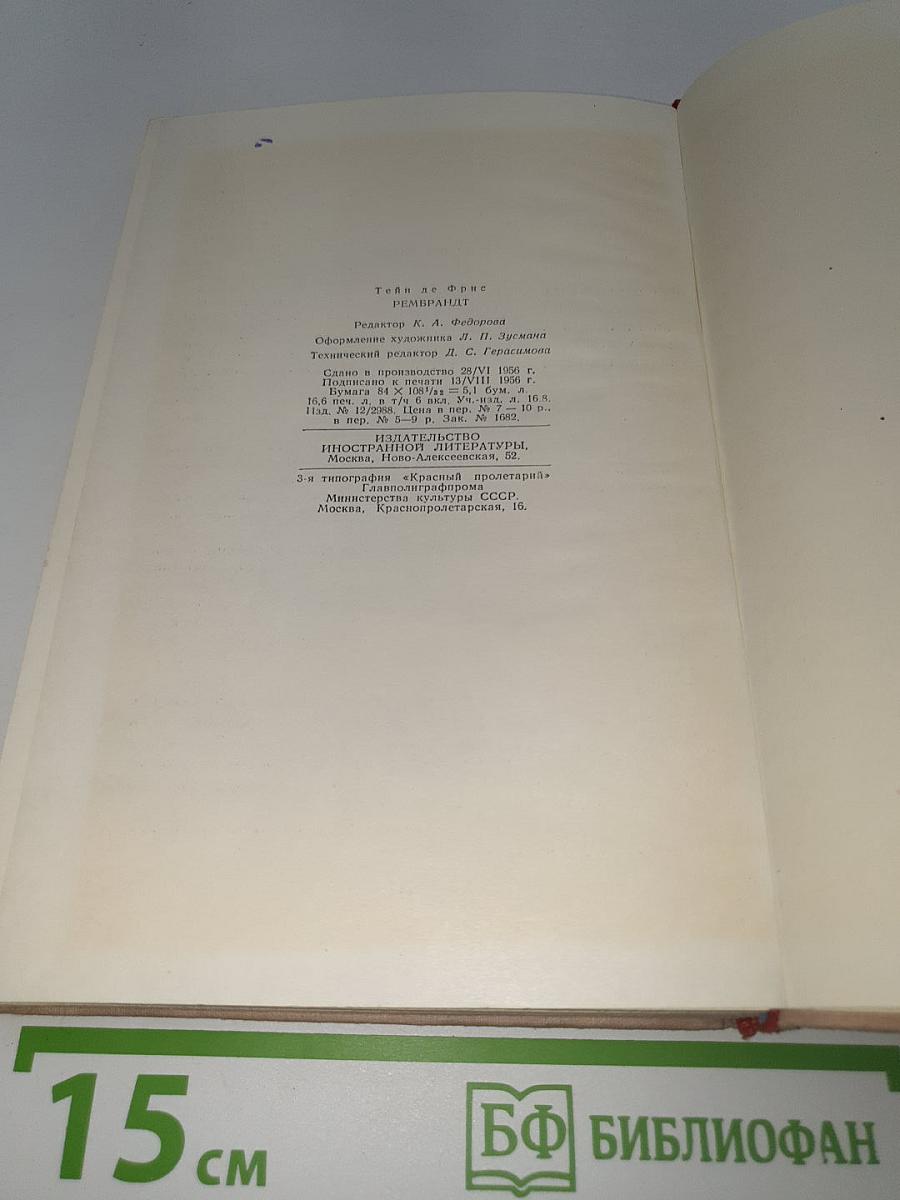 Тейн де Фрис
РЕМБРАНДТ
Редактор К. А. Федорова
Оформление художника Л. П. Зусмана
Технический редактор Д. С. Герасимова
Сдано в производство 28/VI 1956 г.
Подписано к печати 13/VIII 1956 г.
Бумага 84 × 108¹/₃₂ = 5,1 бум. л.
16,6 печ. л. в т/ч 6 вкл. Уч.-изд. л. 16,8.
Изд. № 12/2988. Цена в пер. № 7 — 10 р.,
в пер. № 5—9 р. Зак. № 1682.
ИЗДАТЕЛЬСТВО
ИНОСТРАННОЙ ЛИТЕРАТУРЫ,
Москва, Ново-Алексеевская, 52.
3-я типография «Красный пролетарий»
Главполиграфпрома
Министерства культуры СССР.
Москва, Краснопролетарская, 16.
15 см
БФ БИБЛИОФАН